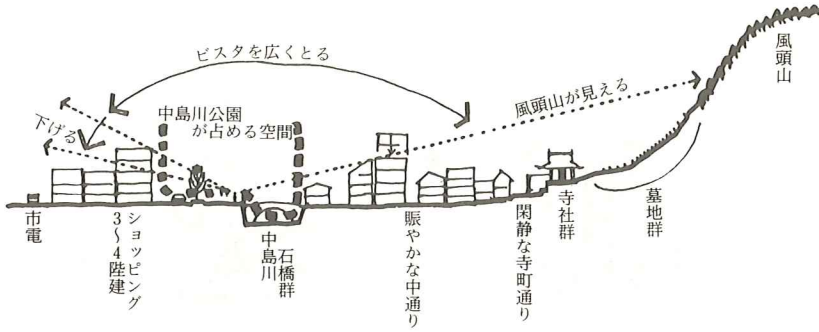 ビスタを広くとる
風頭山
風頭山が見える
中島川公園
が占める空間
下げる
市電
ショッピング
3〜4陸建
中島川
石橋群
賑やかな中通り
閑静な寺町通り
寺社群
墓地群